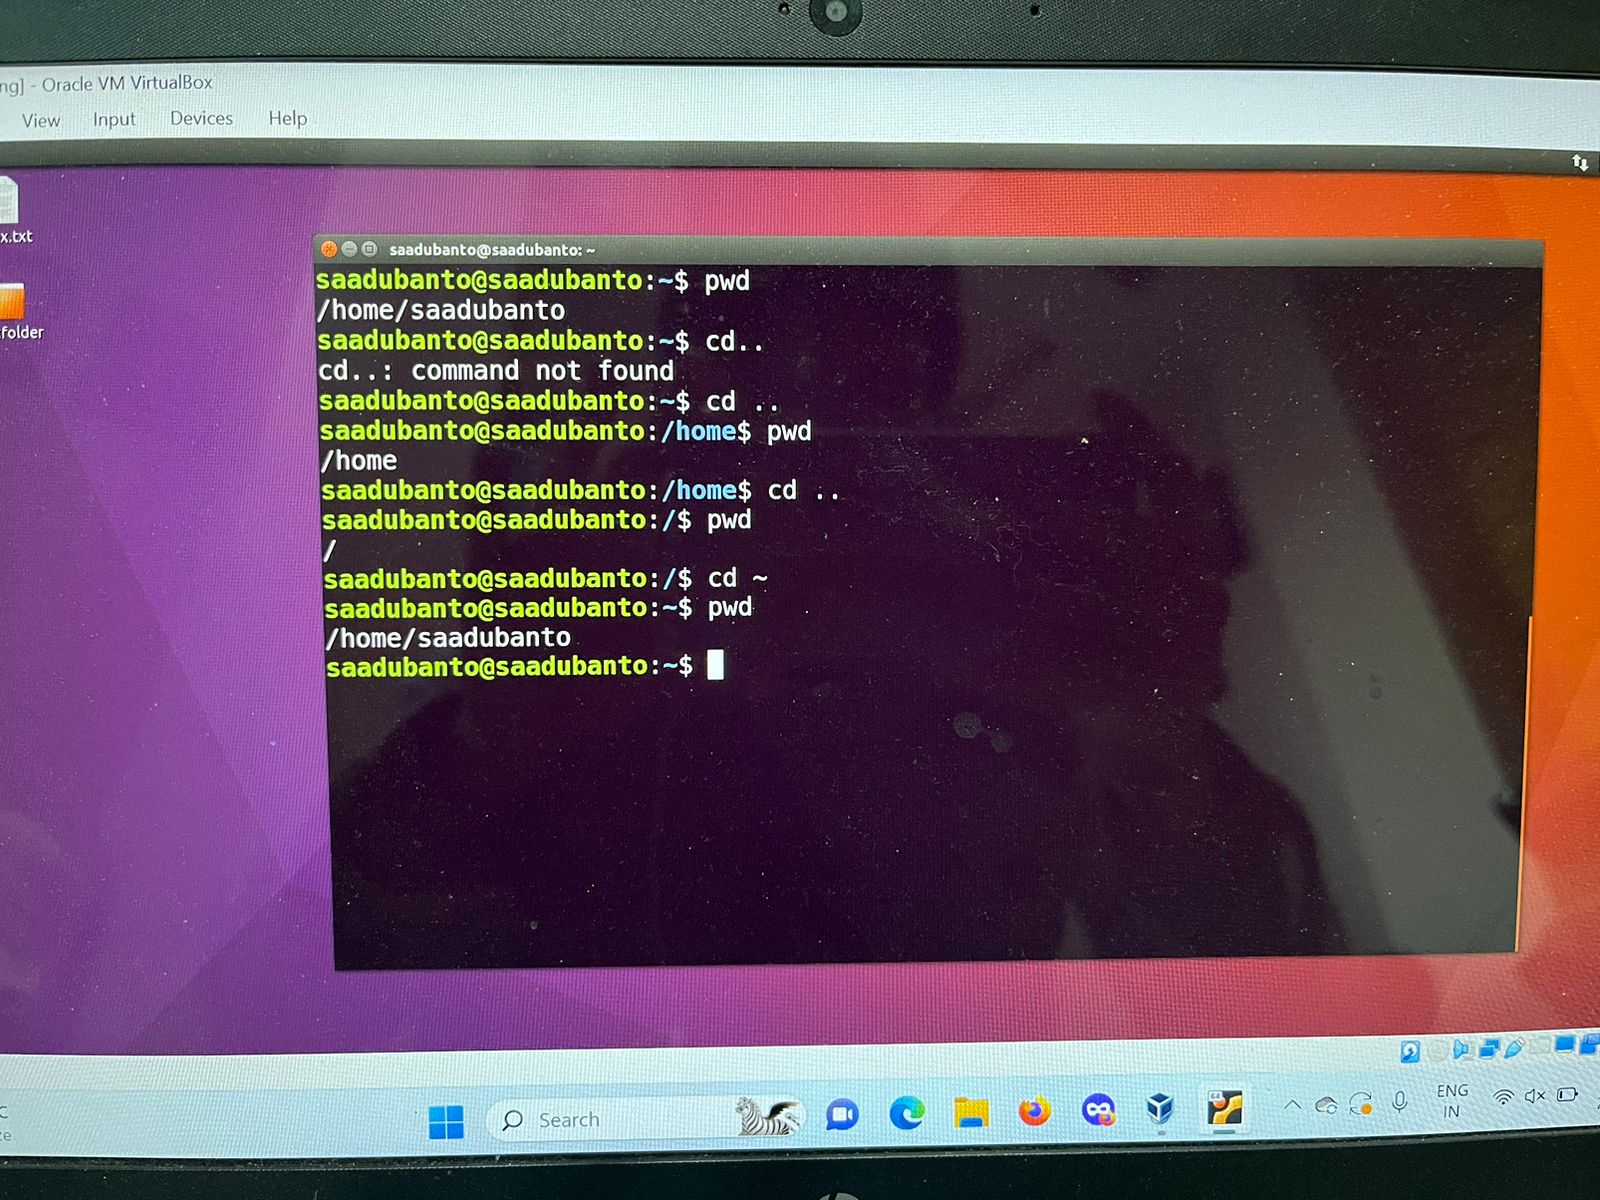 ng] - Oracle VM VirtualBox
View Input Devices Help
x.txt
folder
saadubanto@saadubanto: ~
saadubanto@saadubanto:~$ pwd
/home/saadubanto
saadubanto@saadubanto:~$ cd..
cd..: command not found
saadubanto@saadubanto:~$ cd ..
saadubanto@saadubanto:/home$ pwd
/home
saadubanto@saadubanto:/home$ cd ..
saadubanto@saadubanto:/$ pwd
/
saadubanto@saadubanto:/$ cd ~
saadubanto@saadubanto:~$ pwd
/home/saadubanto
saadubanto@saadubanto:~$
Search
ENG
IN